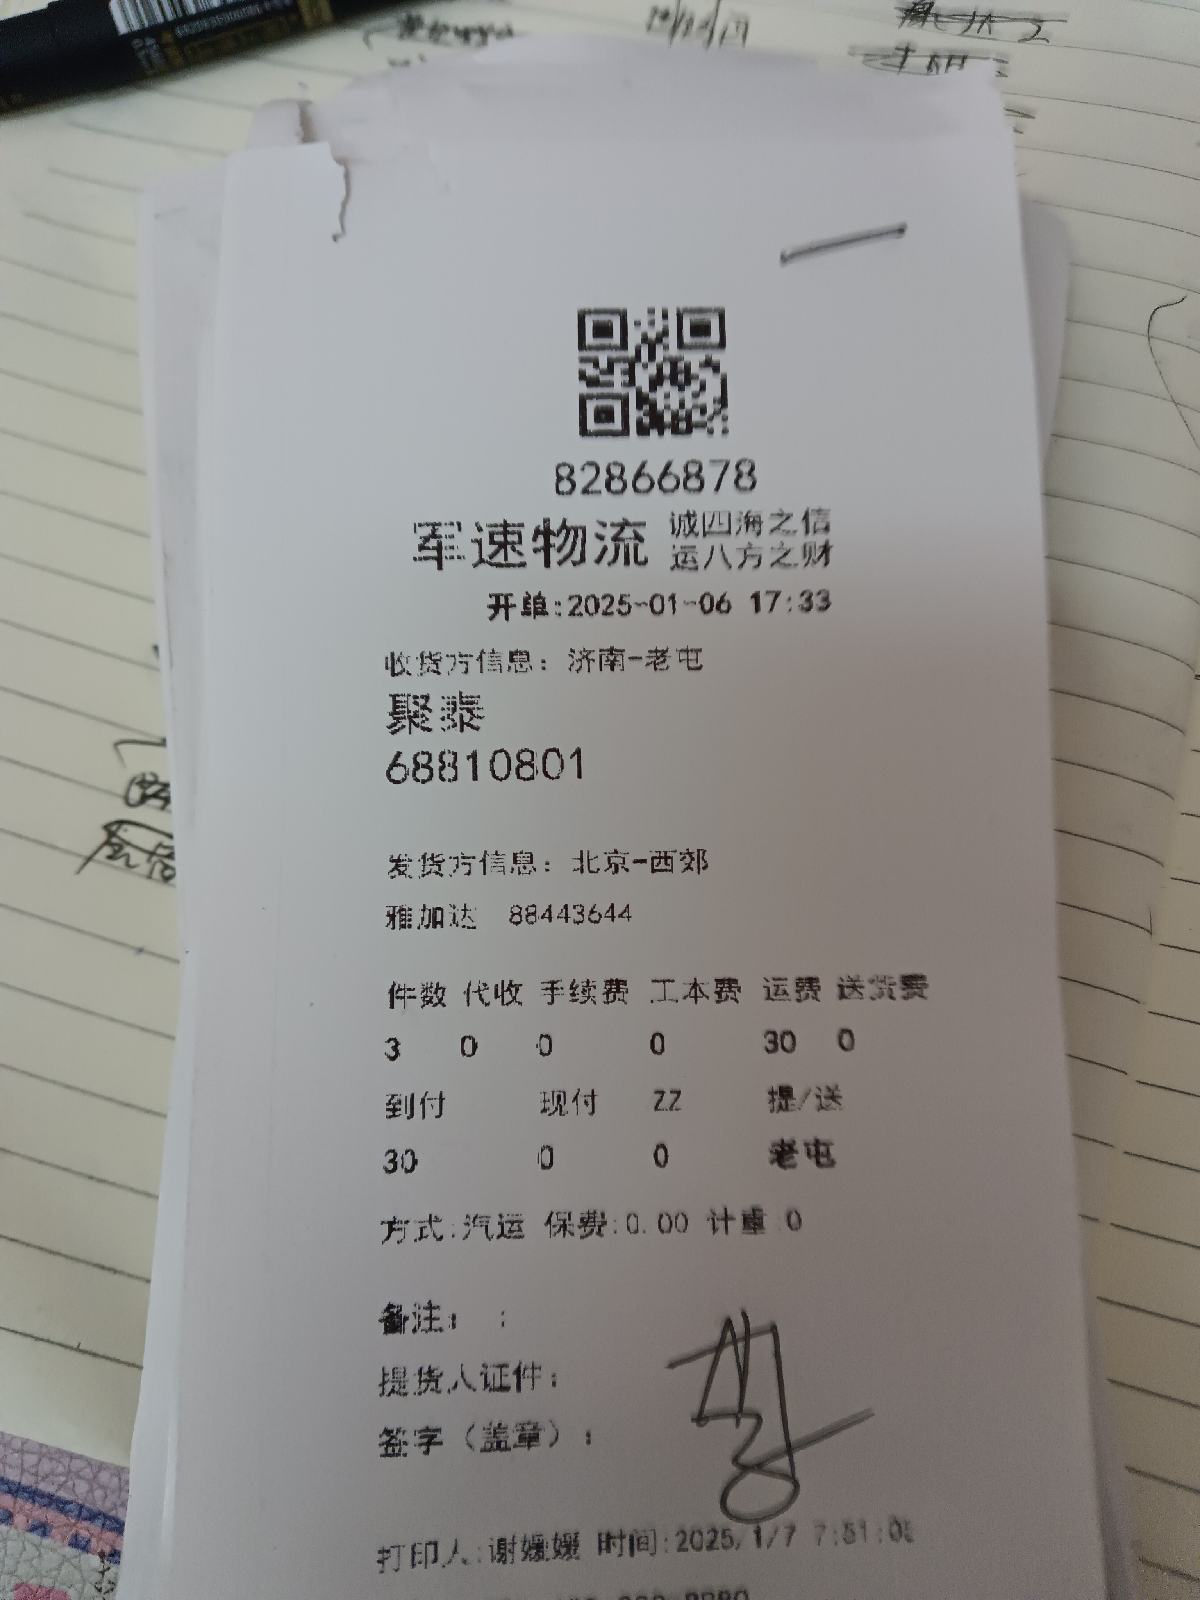 82866878
军速物流 诚四海之信
运八方之财
开单:2025-01-06 17:33
收货方信息：济南-老屯
聚泰
68810801
发货方信息：北京-西郊
雅加达 88443644
件数 代收 手续费 工本费 运费 送货费
3 0 0 0 30 0
到付 现付 ZZ 提/送
30 0 0 老屯
方式:汽运 保费:0.00 计重:0
备注： :
提货人证件：
签字（盖章）：
打印人:谢媛媛 时间:2025/1/7 7:51: